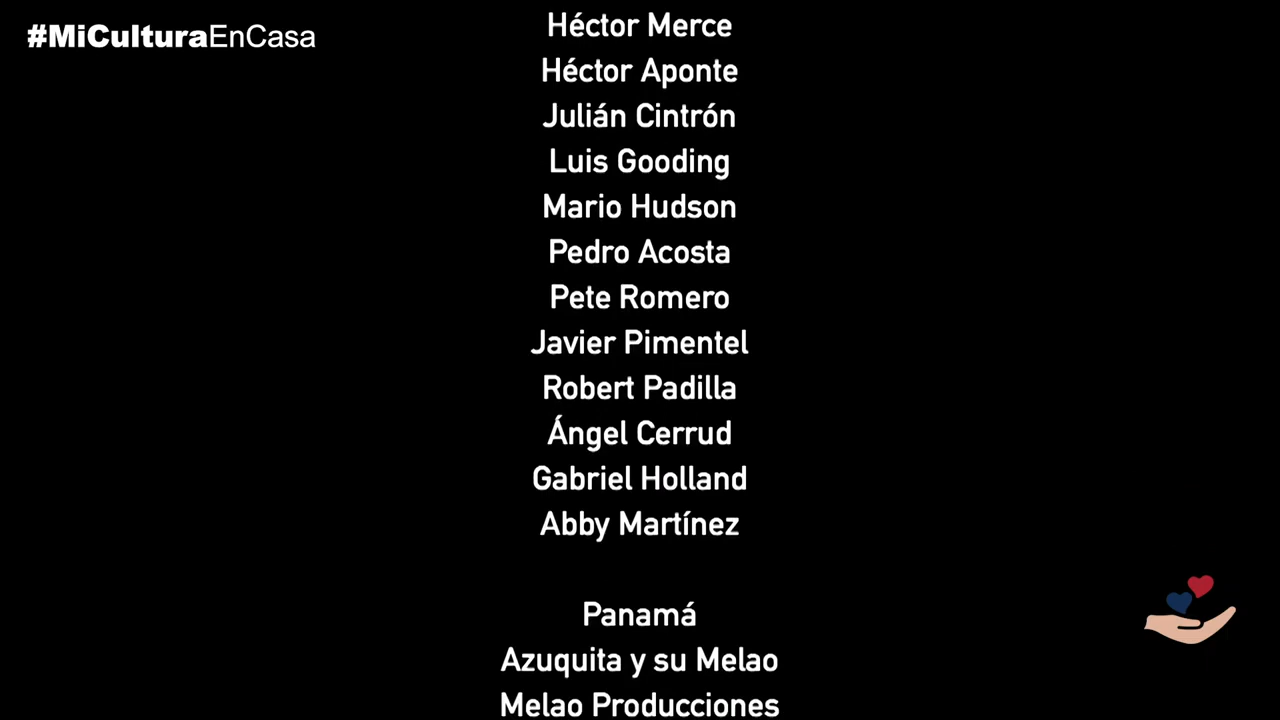 #MiCulturaEnCasa
Héctor Merce
Héctor Aponte
Julián Cintrón
Luis Gooding
Mario Hudson
Pedro Acosta
Pete Romero
Javier Pimentel
Robert Padilla
Ángel Cerrud
Gabriel Holland
Abby Martínez
Panamá
Azuquita y su Melao
Melao Producciones